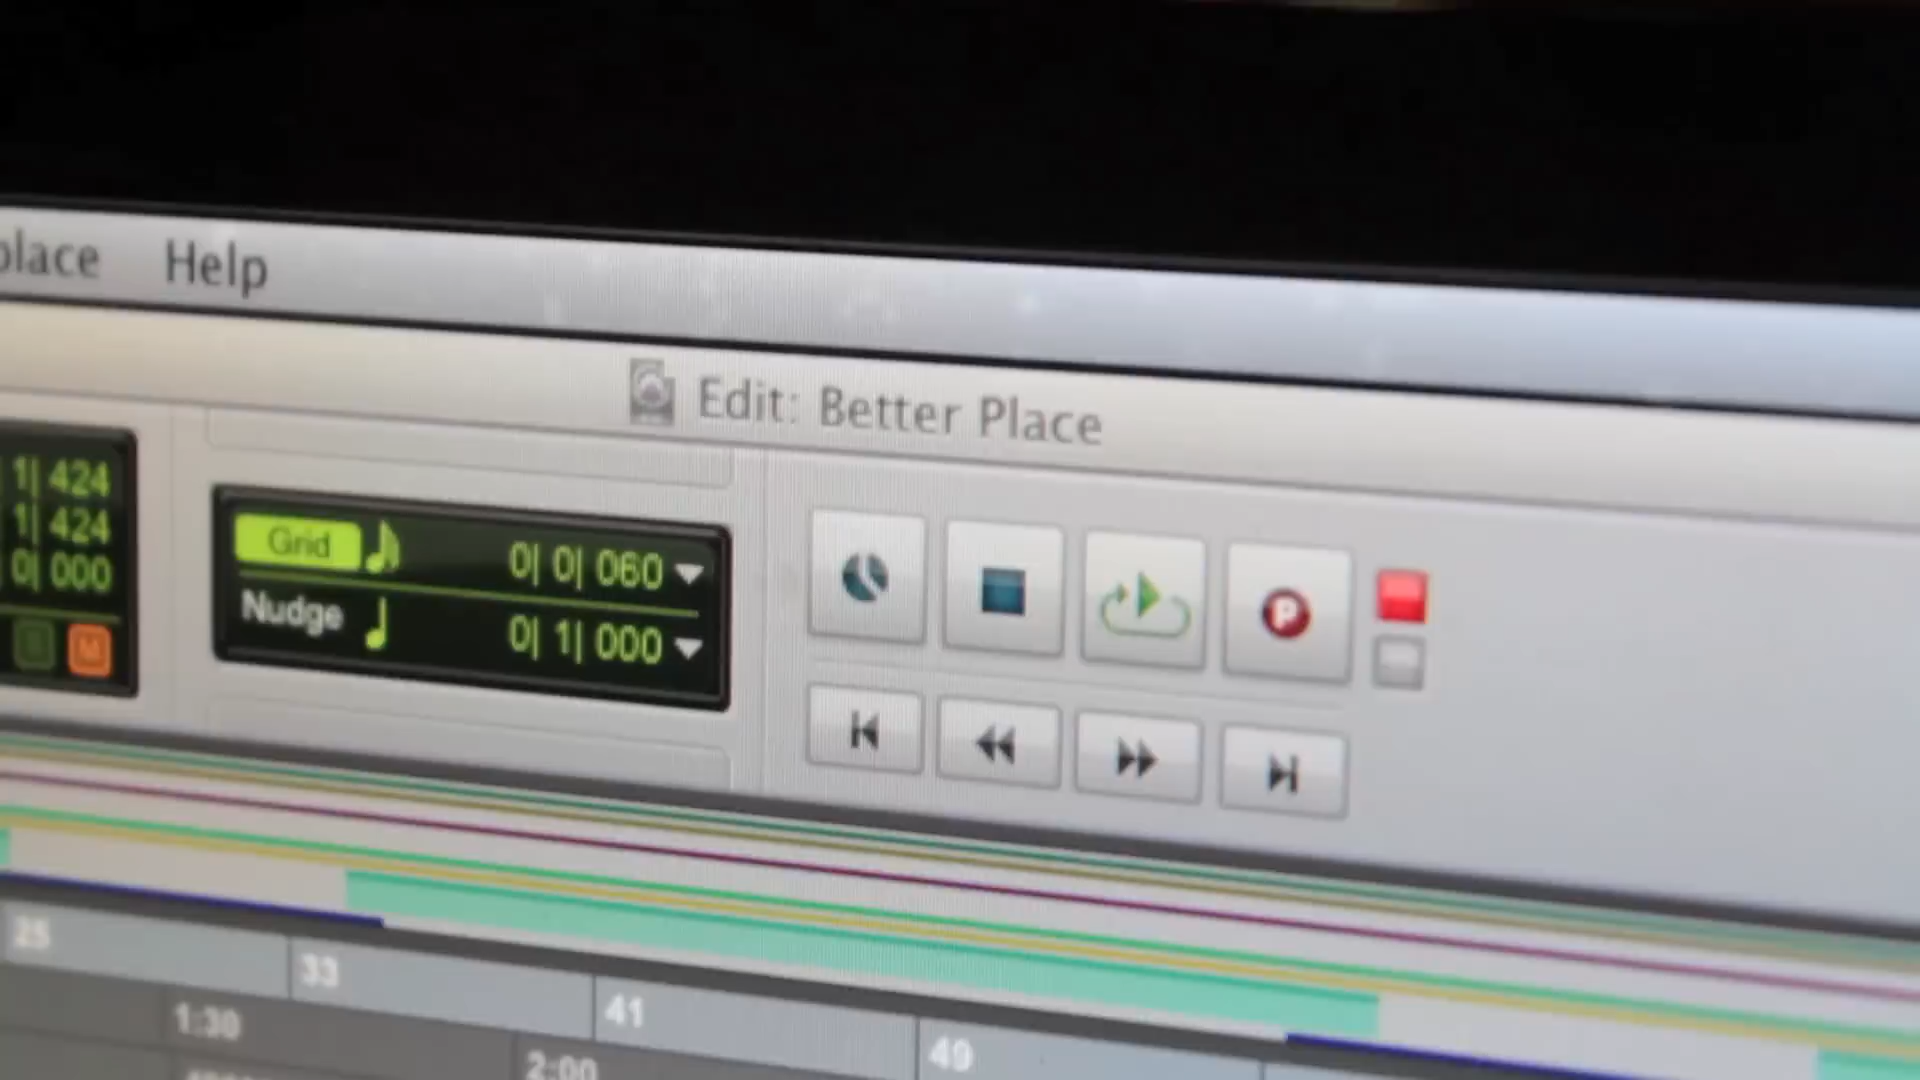 place Help
Edit: Better Place
1| 424
1| 424
0| 000
M
Grid 0| 0| 060
Nudge 0| 1| 000
P
25 33 41 49
1:30 2:00